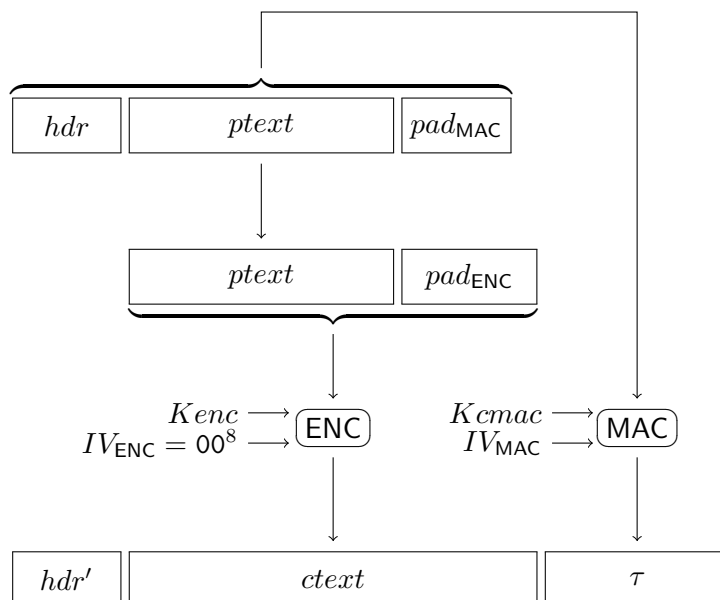 hdr ptext pad_MAC
ptext pad_ENC
Kenc ENC Kcmac MAC
IV_ENC = 00^8 IV_MAC
hdr′ ctext τ